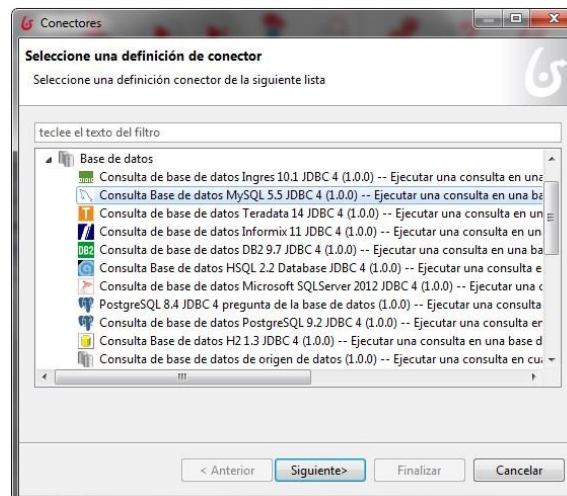 Conectores
Seleccione una definición de conector
Seleccione una definición conector de la siguiente lista
teclee el texto del filtro
Base de datos
Consulta de base de datos Ingres 10.1 JDBC 4 (1.0.0) -- Ejecutar una consulta en una
Consulta Base de datos MySQL 5.5 JDBC 4 (1.0.0) -- Ejecutar una consulta en una ba
Consulta de base de datos Teradata 14 JDBC 4 (1.0.0) -- Ejecutar una consulta en un
Consulta de base de datos Informix 11 JDBC 4 (1.0.0) -- Ejecutar una consulta en un
DB2 Consulta de base de datos DB2 9.7 JDBC 4 (1.0.0) -- Ejecutar una consulta en una ba
Consulta Base de datos HSQL 2.2 Database JDBC 4 (1.0.0) -- Ejecutar una consulta e
Consulta de base de datos Microsoft SQLServer 2012 JDBC 4 (1.0.0) -- Ejecutar una c
PostgreSQL 8.4 JDBC 4 pregunta de la base de datos (1.0.0) -- Ejecutar una consulta
Consulta de base de datos PostgreSQL 9.2 JDBC 4 (1.0.0) -- Ejecutar una consulta er
Consulta Base de datos H2 1.3 JDBC 4 (1.0.0) -- Ejecutar una consulta en una base d
Consulta de base de datos de origen de datos (1.0.0) -- Ejecutar una consulta en cua
< Anterior
Siguiente>
Finalizar
Cancelar